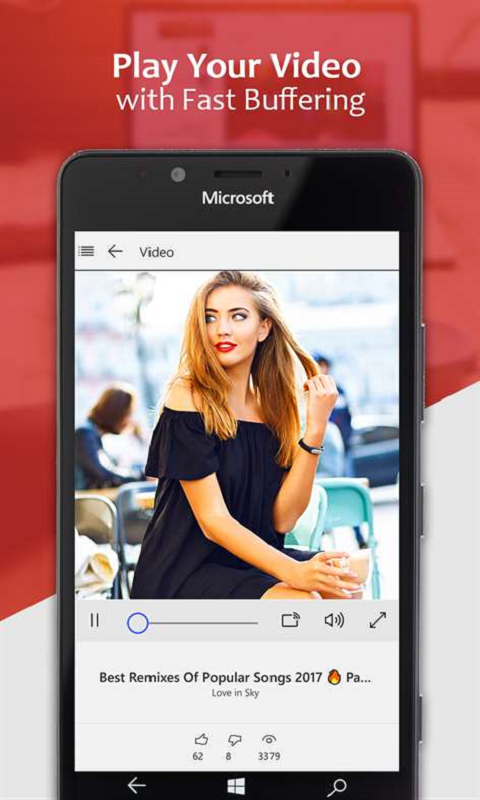 Play Your Video
with Fast Buffering
Microsoft
Video
Best Remixes Of Popular Songs 2017 🔥 Pa...
Love in Sky
62 8 3379